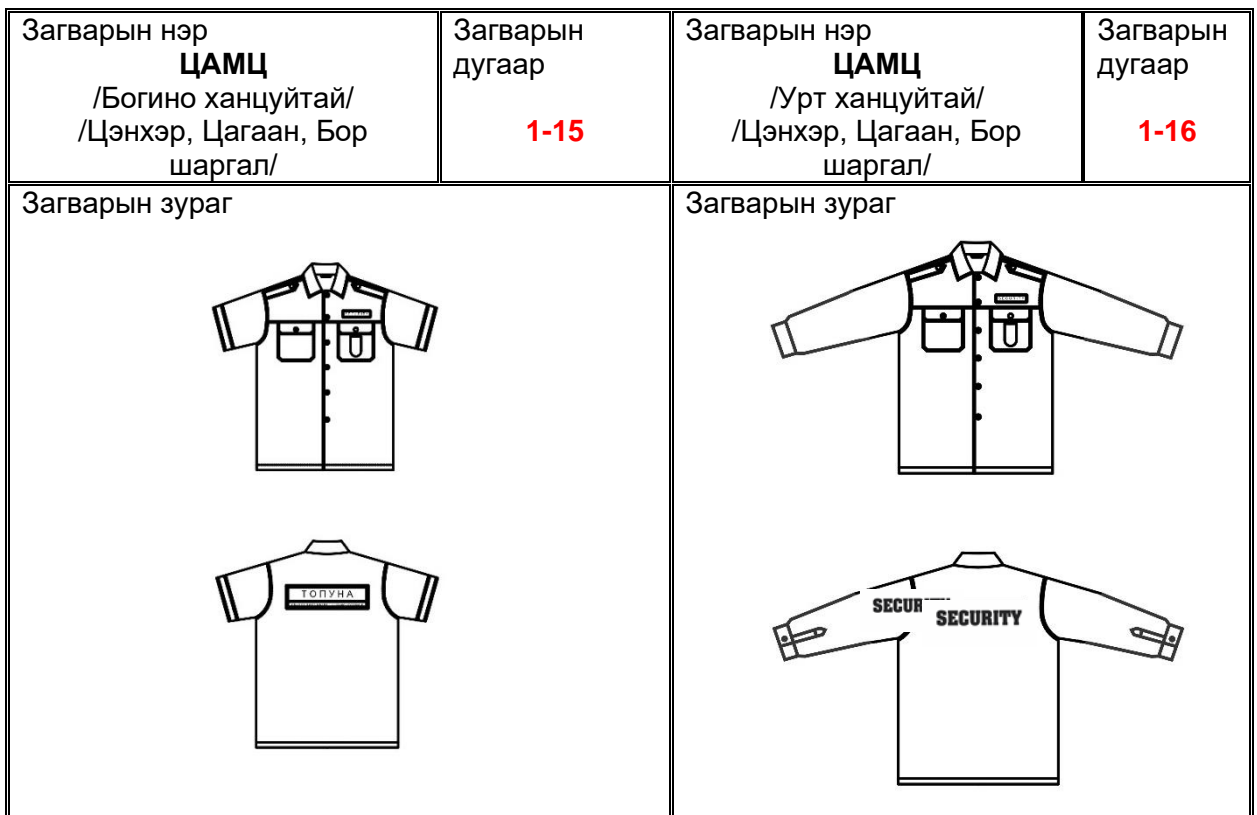 Загварын нэр
ЦАМЦ
/Богино ханцуйтай/
/Цэнхэр, Цагаан, Бор
шаргал/
Загварын
дугаар
1-15
Загварын нэр
ЦАМЦ
/Урт ханцуйтай/
/Цэнхэр, Цагаан, Бор
шаргал/
Загварын
дугаар
1-16
Загварын зураг
Загварын зураг
ТОПУНА
SECUR
SECURITY